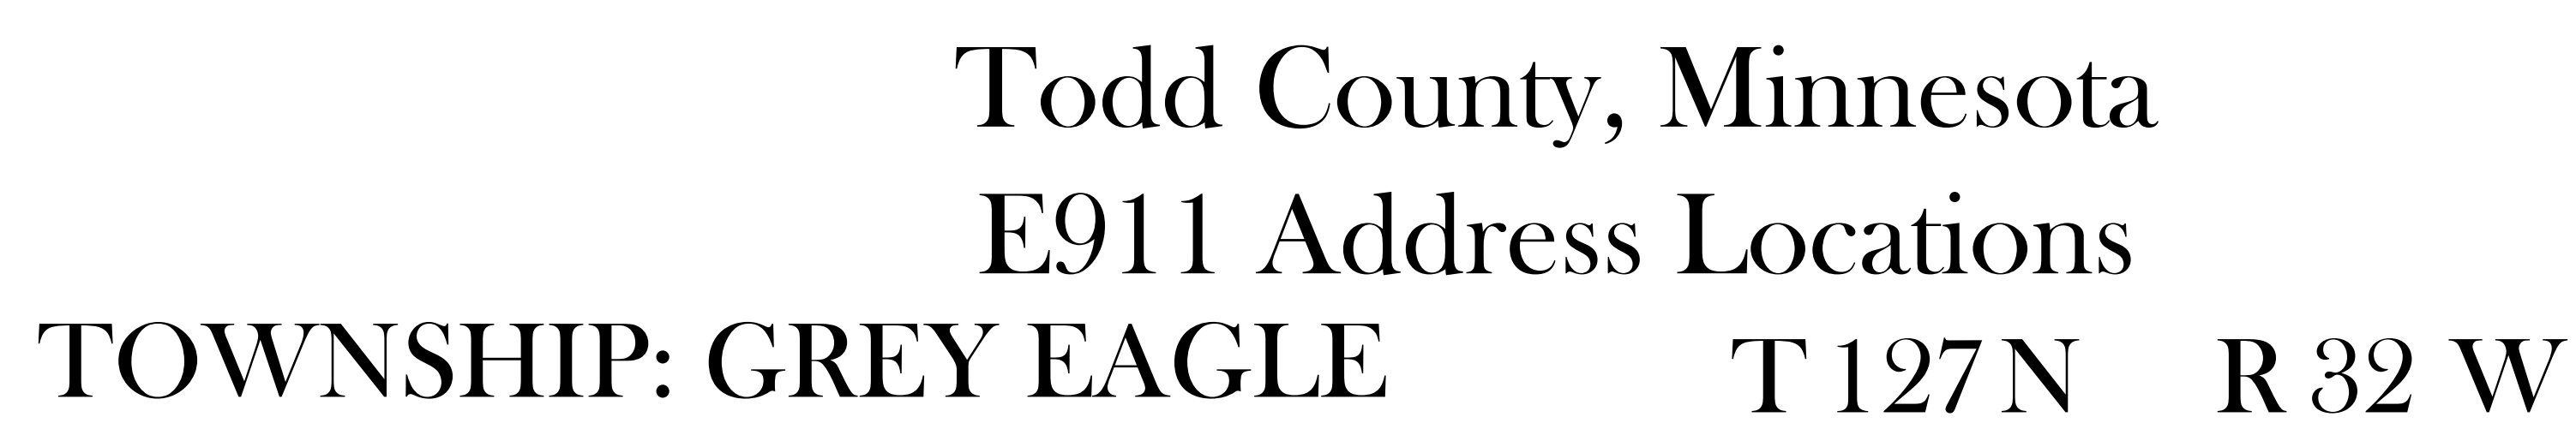 Todd County, Minnesota
E911 Address Locations
TOWNSHIP: GREY EAGLE T 127 N R 32 W